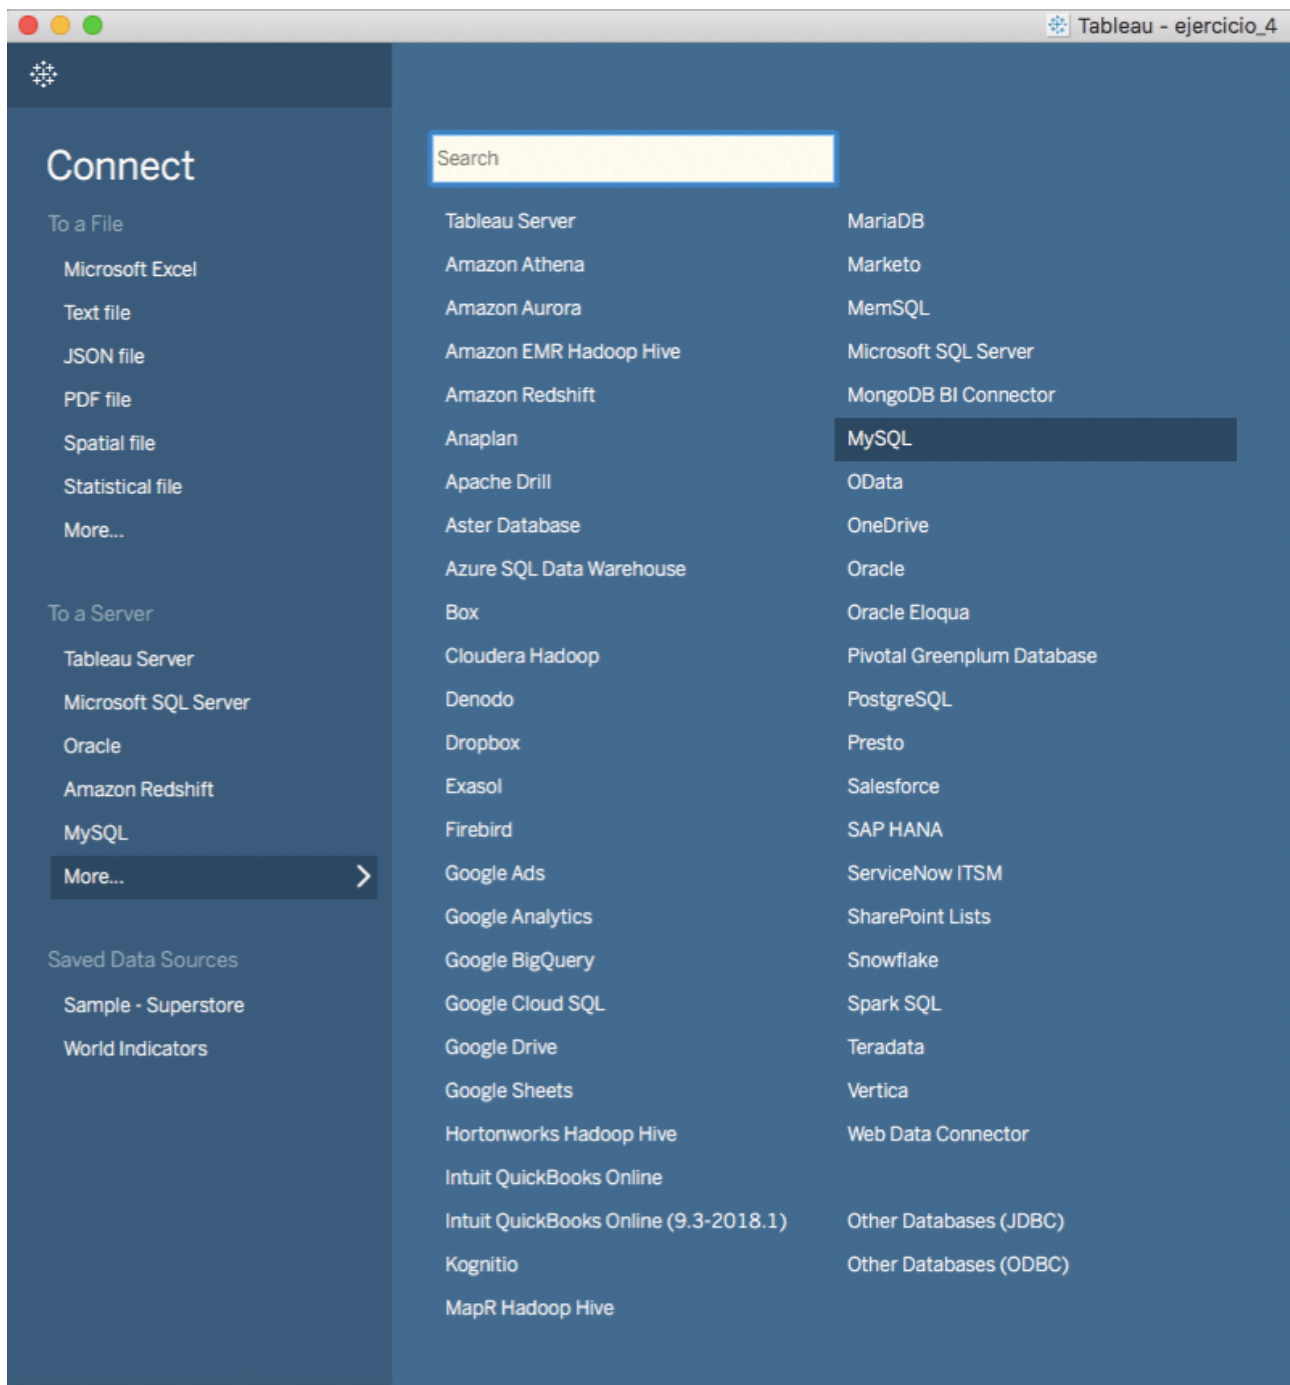 Tableau - ejercicio_4
Connect
To a File
Microsoft Excel
Text file
JSON file
PDF file
Spatial file
Statistical file
More...
To a Server
Tableau Server
Microsoft SQL Server
Oracle
Amazon Redshift
MySQL
More...
Saved Data Sources
Sample - Superstore
World Indicators
Search
Tableau Server
Amazon Athena
Amazon Aurora
Amazon EMR Hadoop Hive
Amazon Redshift
Anaplan
Apache Drill
Aster Database
Azure SQL Data Warehouse
Box
Cloudera Hadoop
Denodo
Dropbox
Exasol
Firebird
Google Ads
Google Analytics
Google BigQuery
Google Cloud SQL
Google Drive
Google Sheets
Hortonworks Hadoop Hive
Intuit QuickBooks Online
Intuit QuickBooks Online (9.3-2018.1)
Kognitio
MapR Hadoop Hive
MariaDB
Marketo
MemSQL
Microsoft SQL Server
MongoDB BI Connector
MySQL
OData
OneDrive
Oracle
Oracle Eloqua
Pivotal Greenplum Database
PostgreSQL
Presto
Salesforce
SAP HANA
ServiceNow ITSM
SharePoint Lists
Snowflake
Spark SQL
Teradata
Vertica
Web Data Connector
Other Databases (JDBC)
Other Databases (ODBC)